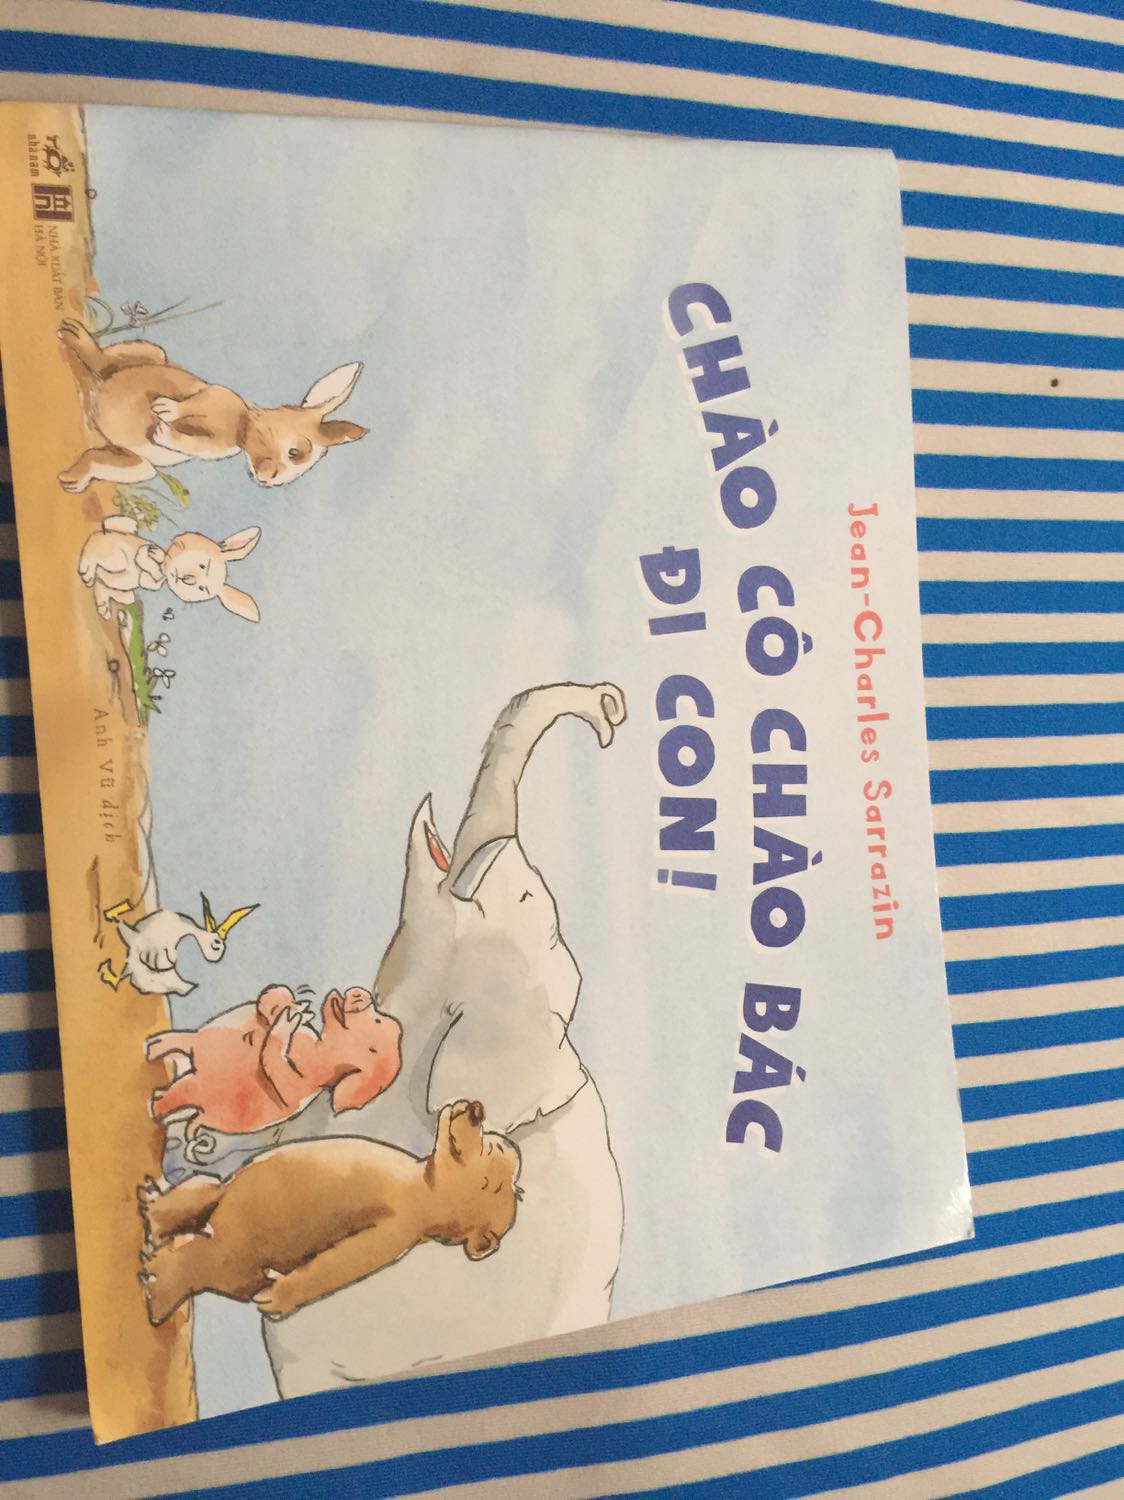 Jean-Charles Sarrazin
CHÀO CÔ CHÀO BÁC
ĐI CON!
Anh Vũ dịch
nhã nam
NHÀ XUẤT BẢN
HÀ NỘI